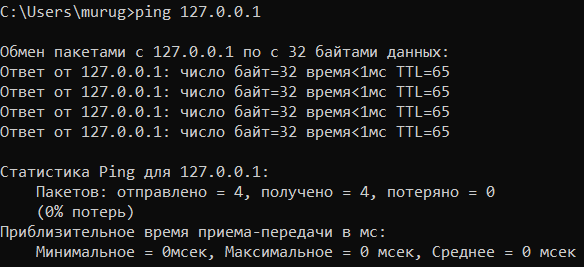 C:\Users\murug>ping 127.0.0.1
Обмен пакетами с 127.0.0.1 по с 32 байтами данных:
Ответ от 127.0.0.1: число байт=32 время<1мс TTL=65
Ответ от 127.0.0.1: число байт=32 время<1мс TTL=65
Ответ от 127.0.0.1: число байт=32 время<1мс TTL=65
Ответ от 127.0.0.1: число байт=32 время<1мс TTL=65
Статистика Ping для 127.0.0.1:
Пакетов: отправлено = 4, получено = 4, потеряно = 0
(0% потерь)
Приблизительное время приема-передачи в мс:
Минимальное = 0мсек, Максимальное = 0 мсек, Среднее = 0 мсек